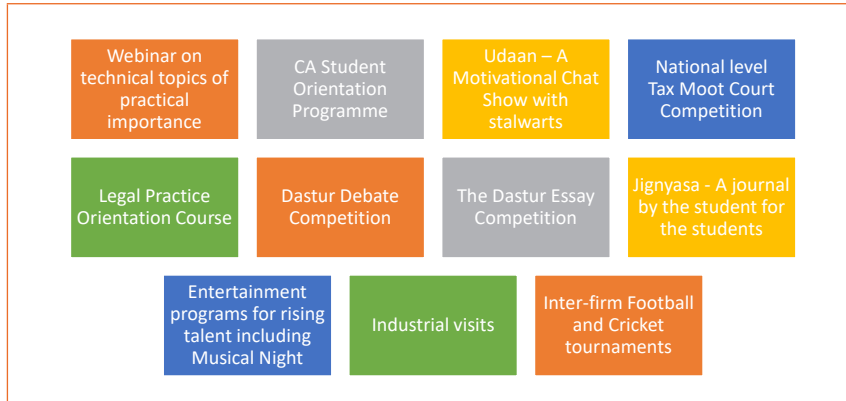 Webinar on
technical topics of
practical
importance
CA Student
Orientation
Programme
Udaan – A
Motivational Chat
Show with
stalwarts
National level
Tax Moot Court
Competition
Legal Practice
Orientation Course
Dastur Debate
Competition
The Dastur Essay
Competition
Jignyasa - A journal
by the student for
the students
Entertainment
programs for rising
talent including
Musical Night
Industrial visits
Inter-firm Football
and Cricket
tournaments